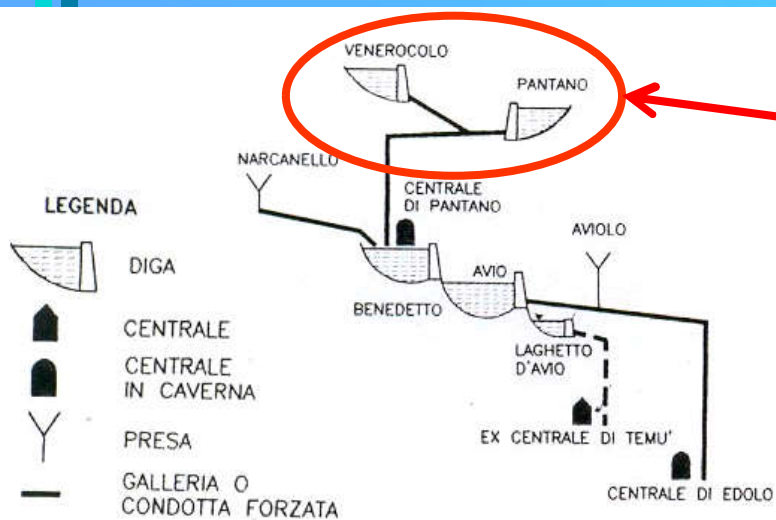 VENEROCOLO
PANTANO
NARCANELLO
CENTRALE
DI PANTANO
AVIOLO
AVIO
BENEDETTO
LAGHETTO
D'AVIO
EX CENTRALE DI TEMU'
CENTRALE DI EDOLO
LEGENDA
DIGA
CENTRALE
CENTRALE
IN CAVERNA
PRESA
GALLERIA O
CONDOTTA FORZATA